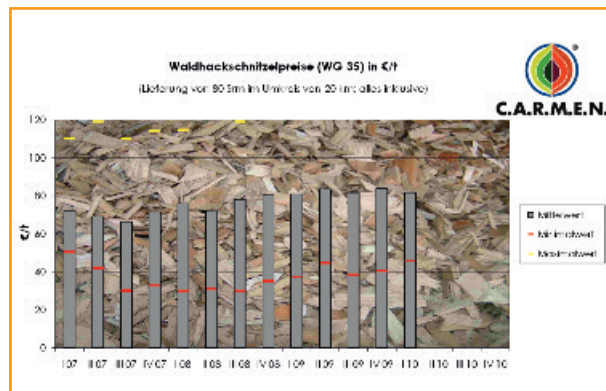 Waldhackschnitzelpreise (WG 35) in €/t
(Lieferung von 80 Srm im Umkreis von 20 km; alles inklusive)
C.A.R.M.E.N.
€/t
120
100
80
60
40
20
0
I 07 II 07 III 07 IV 07 I 08 II 08 III 08 IV 08 I 09 II 09 III 09 IV 09 I 10 II 10 III 10 IV 10
Mittelwert
Minimalwert
Maximalwert